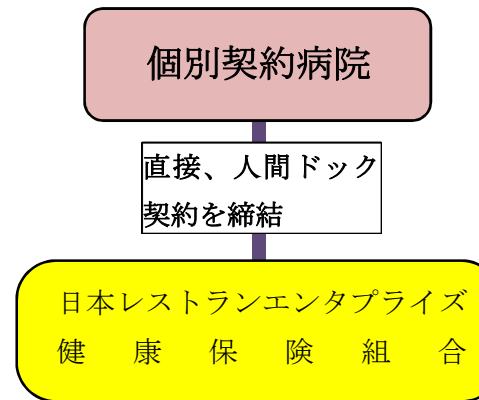 個別契約病院
直接、人間ドック
契約を締結
日本レストランエンタプライズ
健康保険組合